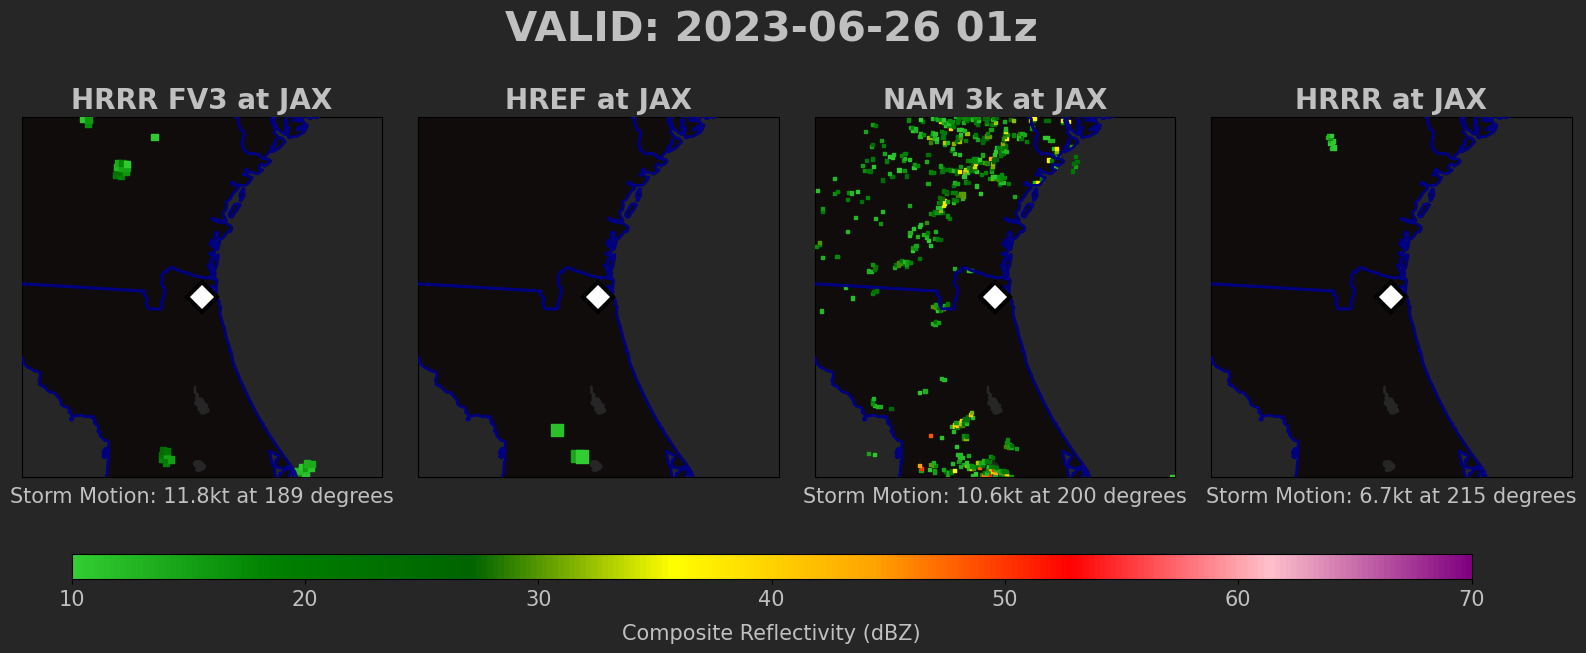 VALID: 2023-06-26 01z
HRRR FV3 at JAX
HREF at JAX
NAM 3k at JAX
HRRR at JAX
Storm Motion: 11.8kt at 189 degrees
Storm Motion: 10.6kt at 200 degrees
Storm Motion: 6.7kt at 215 degrees
10 20 30 40 50 60 70
Composite Reflectivity (dBZ)